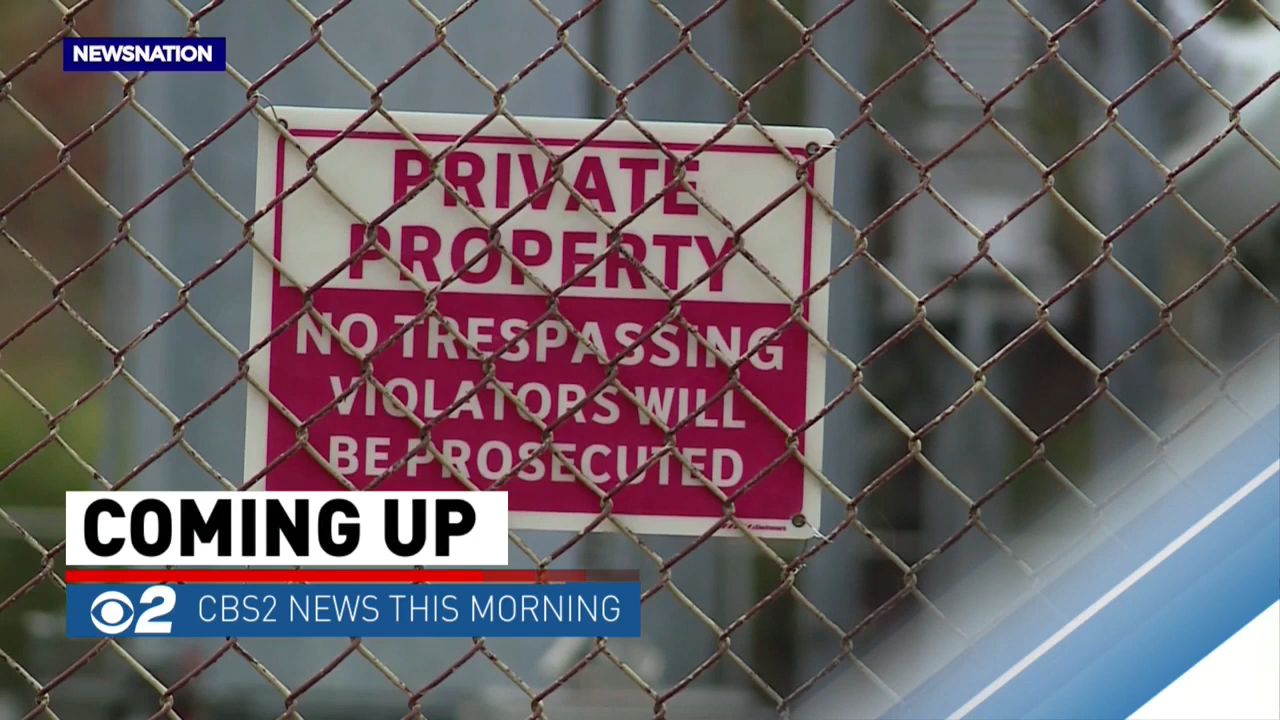 NEWSNATION
PRIVATE
PROPERTY
NO TRESPASSING
VIOLATORS WILL
BE PROSECUTED
COMING UP
2 CBS2 NEWS THIS MORNING